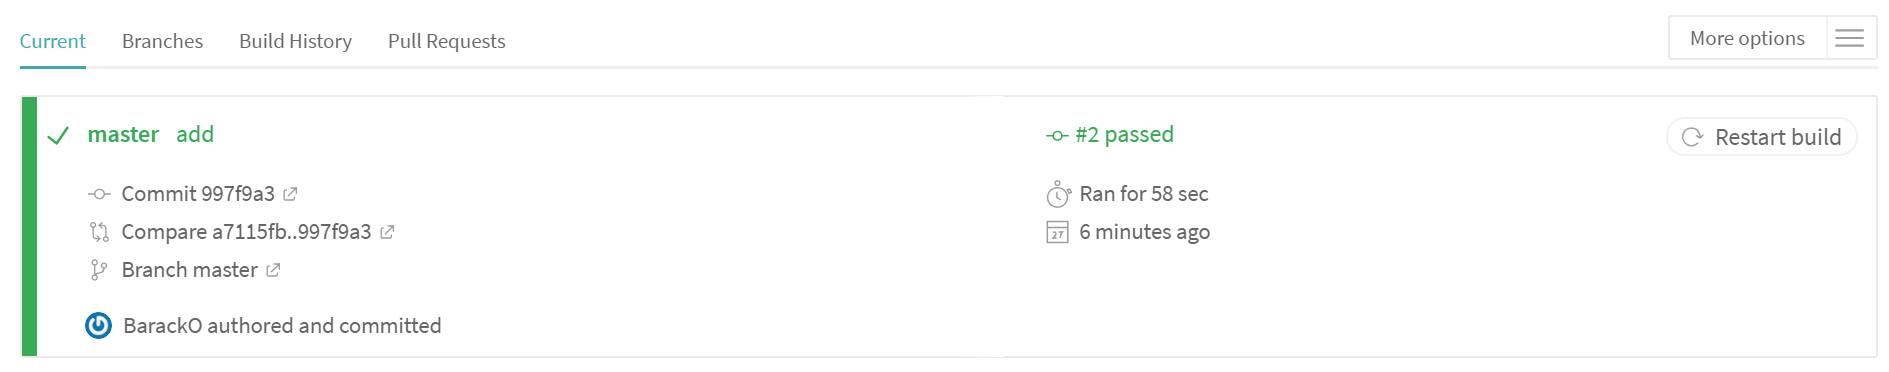 Current Branches Build History Pull Requests More options
master add #2 passed Restart build
Commit 997f9a3 Ran for 58 sec
Compare a7115fb..997f9a3 27 6 minutes ago
Branch master
BarackO authored and committed